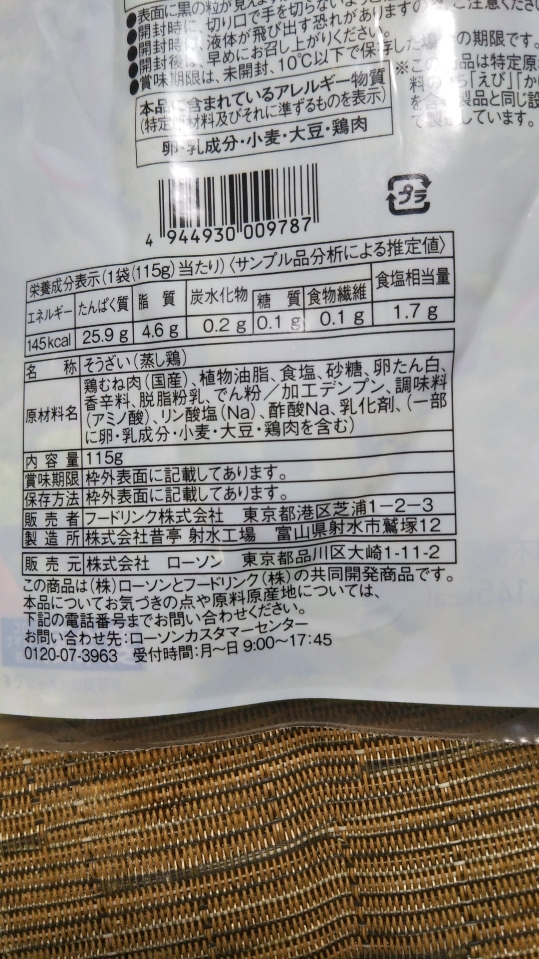 ●表面に黒の粒が見え
●開封時に、切り口で手を切らないよう
●開封時、液体が飛び出す恐れがありますの
ご注意くださ
●開封後は、早めにお召し上がりください。
●賞味期限は、未開封、10℃以下で保存した
の期限です。
本品に含まれているアレルギー物質
(特定 材料及びそれに準ずるものを表示)
卵・乳成分・小麦・大豆・鶏肉
※こ 品は特定原
料 ち「えび」「か
を含 製品と同じ設
で しています。
プラ
4 944930 009787
栄養成分表示(1袋(115g)当たり)〈サンプル品分析による推定値〉
エネルギー たんぱく質 脂質 炭水化物 糖質 食物繊維 食塩相当量
145kcal 25.9g 4.6g 0.2g 0.1g 0.1g 1.7g
名称 そうざい(蒸し鶏)
原材料名 鶏むね肉(国産)、植物油脂、食塩、砂糖、卵たん白、
香辛料、脱脂粉乳、でん粉/加工デンプン、調味料
(アミノ酸)、リン酸塩(Na)、酢酸Na、乳化剤、(一部
に卵・乳成分・小麦・大豆・鶏肉を含む)
内容量 115g
賞味期限 枠外表面に記載してあります。
保存方法 枠外表面に記載してあります。
販売者 フードリンク株式会社 東京都港区芝浦1-2-3
製造所 株式会社昔亭 射水工場 富山県射水市鷲塚12
販売元 株式会社 ローソン 東京都品川区大崎1-11-2
この商品は(株)ローソンとフードリンク(株)の共同開発商品です。
本品についてお気づきの点や原料原産地については、
下記の電話番号までお問い合わせください。
お問い合わせ先:ローソンカスタマーセンター
0120-07-3963 受付時間:月～日 9:00～17:45